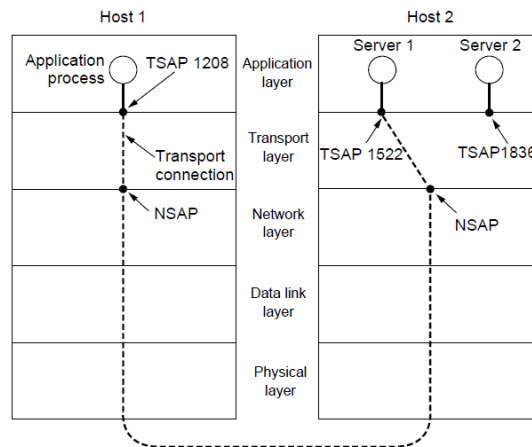 Host 1
Host 2
Application
process
TSAP 1208
Application
layer
Server 1
Server 2
Transport
connection
Transport
layer
TSAP 1522
TSAP1836
NSAP
Network
layer
NSAP
Data link
layer
Physical
layer